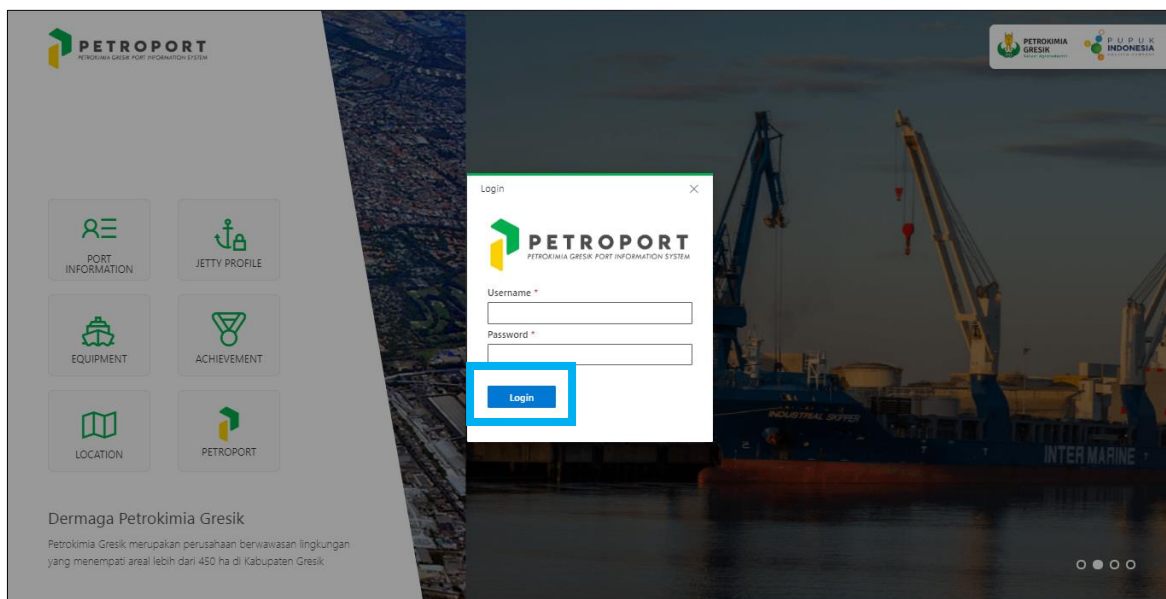 PETROPORT
PETROKIMIA GRESIK PORT INFORMATION SYSTEM
PETROKIMIA
GRESIK
PUPUK
INDONESIA
Login
PETROPORT
PETROKIMIA GRESIK PORT INFORMATION SYSTEM
Username *
Password *
Login
PORT
INFORMATION
JETTY PROFILE
EQUIPMENT
ACHIEVEMENT
LOCATION
PETROPORT
INDUSTRIAL SKIPPER
INTER MARINE
Dermaga Petrokimia Gresik
Petrokimia Gresik merupakan perusahaan berwawasan lingkungan
yang menempati areal lebih dari 450 ha di Kabupaten Gresik